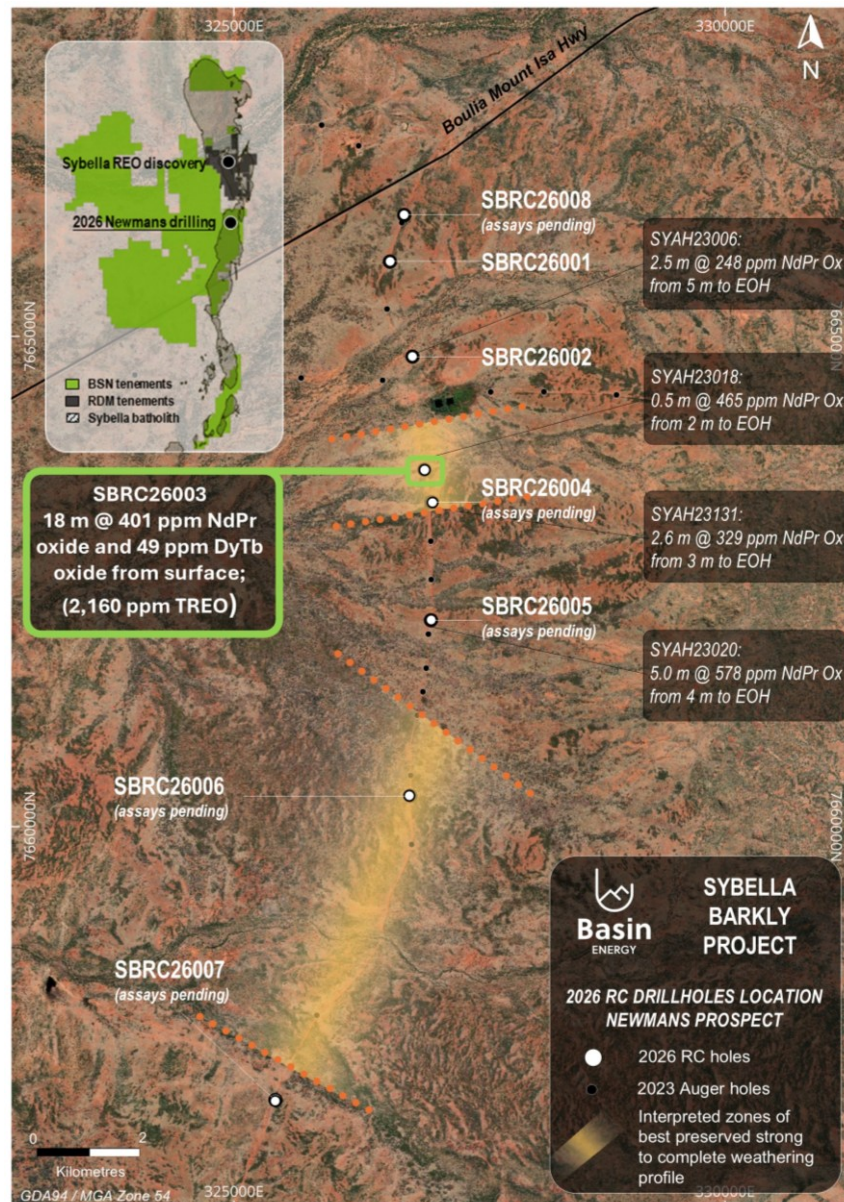 325000E
330000E
N
Boulia Mount Isa Hwy
Sybella REO discovery
2026 Newmans drilling
BSN tenements
RDM tenements
Sybella batholith
SBRC26008
(assays pending)
SBRC26001
SYAH23006:
2.5 m @ 248 ppm NdPr Ox
from 5 m to EOH
7665000N
SBRC26002
SYAH23018:
0.5 m @ 465 ppm NdPr Ox
from 2 m to EOH
SBRC26003
18 m @ 401 ppm NdPr
oxide and 49 ppm DyTb
oxide from surface;
(2,160 ppm TREO)
SBRC26004
(assays pending)
SYAH23131:
2.6 m @ 329 ppm NdPr Ox
from 3 m to EOH
SBRC26005
(assays pending)
SYAH23020:
5.0 m @ 578 ppm NdPr Ox
from 4 m to EOH
SBRC26006
(assays pending)
7660000N
7660000N
SBRC26007
(assays pending)
Basin
ENERGY
SYBELLA
BARKLY
PROJECT
2026 RC DRILLHOLES LOCATION
NEWMANS PROSPECT
2026 RC holes
2023 Auger holes
Interpreted zones of
best preserved strong
to complete weathering
profile
0 2
Kilometres
GDA94 / MGA Zone 54
325000E
330000E